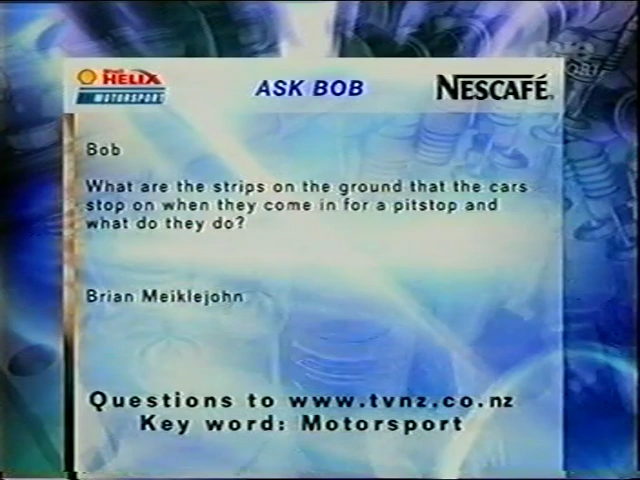 Shell HELIX
MOTORSPORT
ASK BOB
NESCAFÉ
Bob
What are the strips on the ground that the cars
stop on when they come in for a pitstop and
what do they do?
Brian Meiklejohn
Questions to www.tvnz.co.nz
Key word: Motorsport